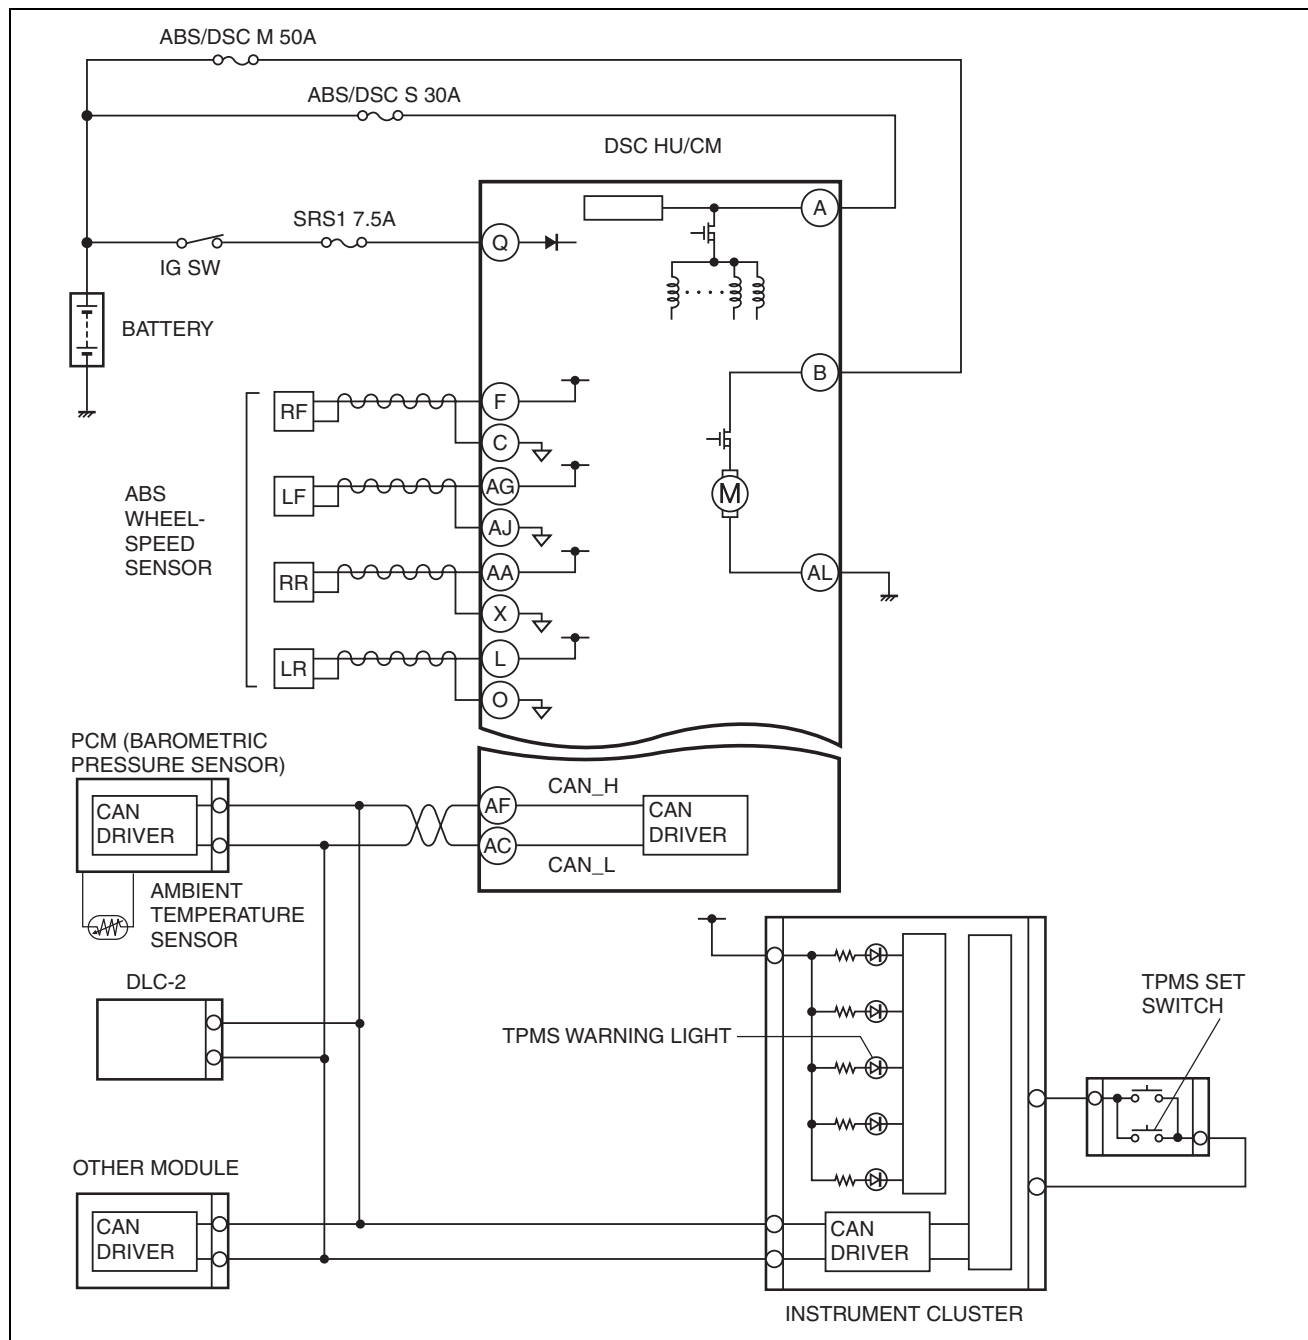 ABS/DSC M 50A
ABS/DSC S 30A
DSC HU/CM
A
SRS1 7.5A
Q
IG SW
BATTERY
B
RF
F
C
LF
AG
M
ABS
WHEEL-
SPEED
SENSOR
AJ
RR
AA
AL
X
LR
L
O
PCM (BAROMETRIC
PRESSURE SENSOR)
CAN
DRIVER
AF
CAN_H
CAN
DRIVER
AC
CAN_L
AMBIENT
TEMPERATURE
SENSOR
DLC-2
TPMS SET
SWITCH
TPMS WARNING LIGHT
OTHER MODULE
CAN
DRIVER
CAN
DRIVER
INSTRUMENT CLUSTER